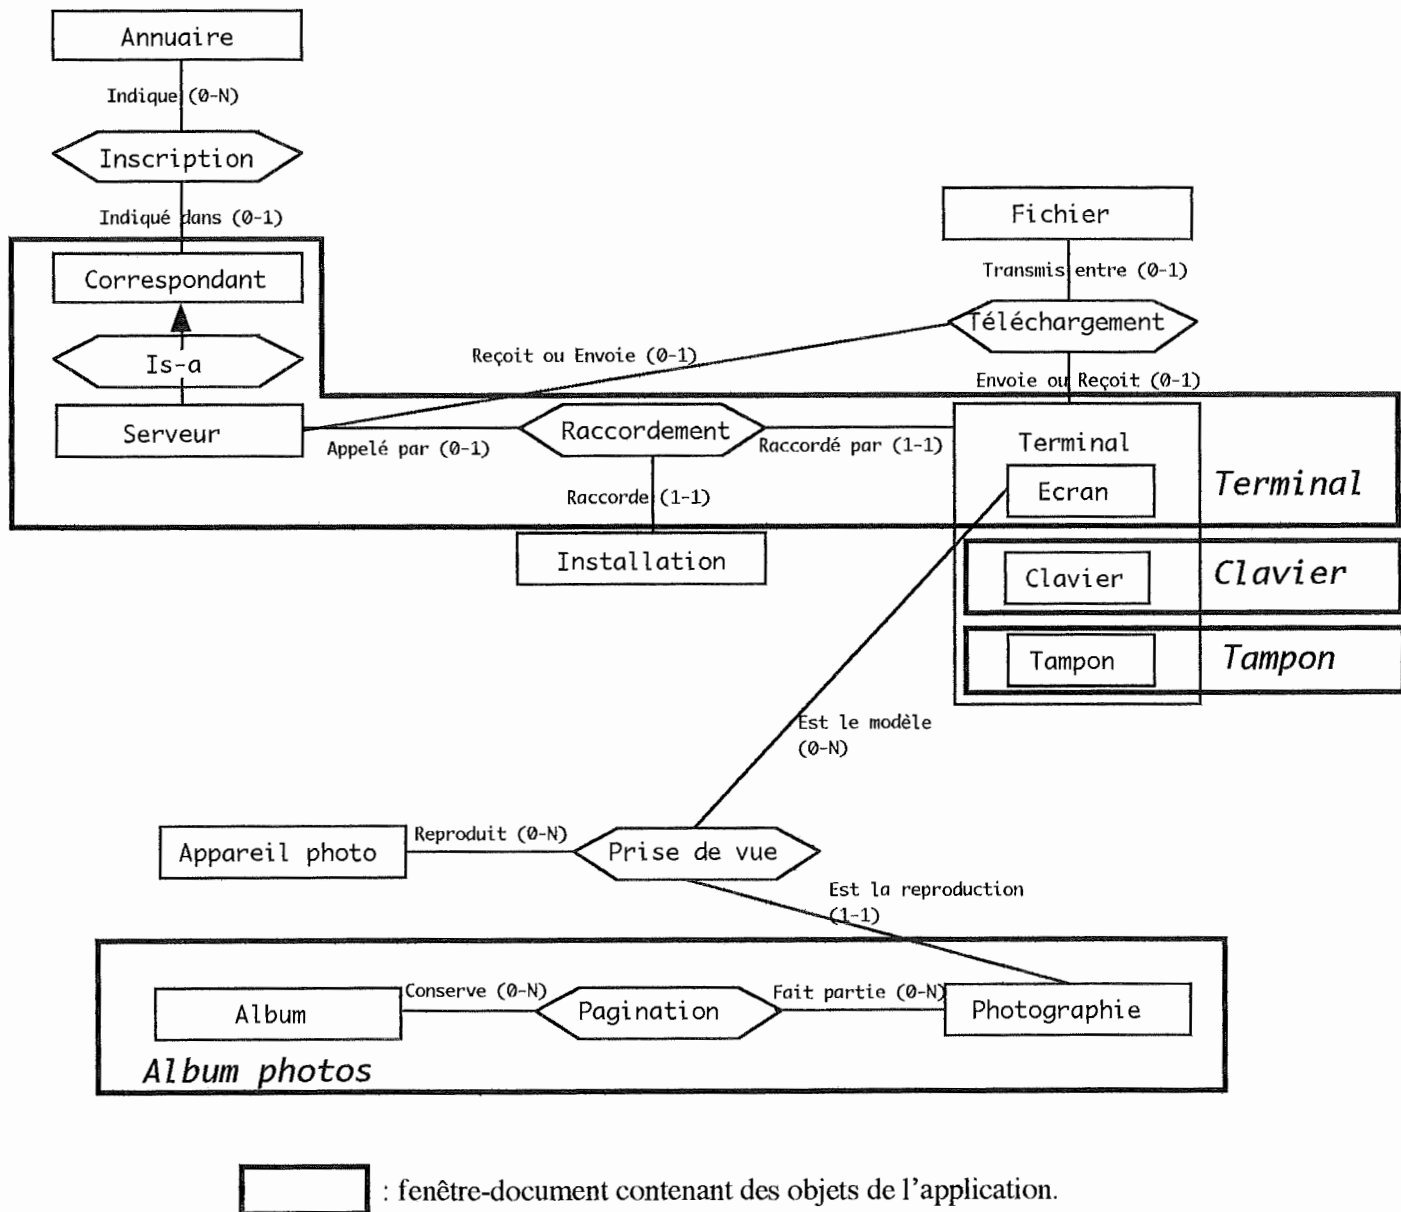 Annuaire
Indique (0-N)
Inscription
Indiqué dans (0-1)
Correspondant
Is-a
Serveur
Fichier
Transmis entre (0-1)
Téléchargement
Reçoit ou Envoie (0-1)
Envoie ou Reçoit (0-1)
Appelé par (0-1)
Raccordement
Raccordé par (1-1)
Raccorde (1-1)
Installation
Terminal
Ecran
Terminal
Clavier
Clavier
Tampon
Tampon
Est le modèle
(0-N)
Appareil photo
Reproduit (0-N)
Prise de vue
Est la reproduction
(1-1)
Album
Conserve (0-N)
Pagination
Fait partie (0-N)
Photographie
Album photos
: fenêtre-document contenant des objets de l'application.